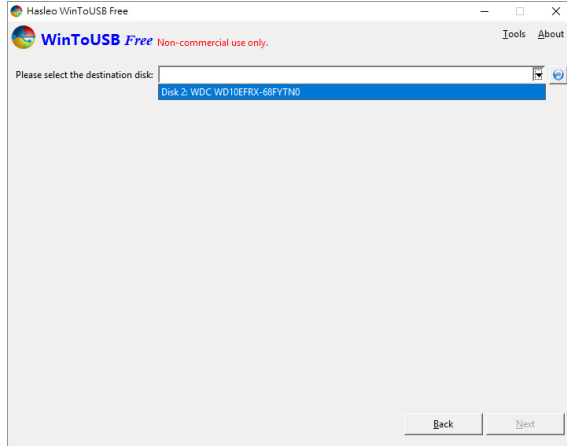 Hasleo WinToUSB Free
WinToUSB Free Non-commercial use only.
Tools About
Please select the destination disk:
Disk 2: WDC WD10EFRX-68FYTN0
Back Next